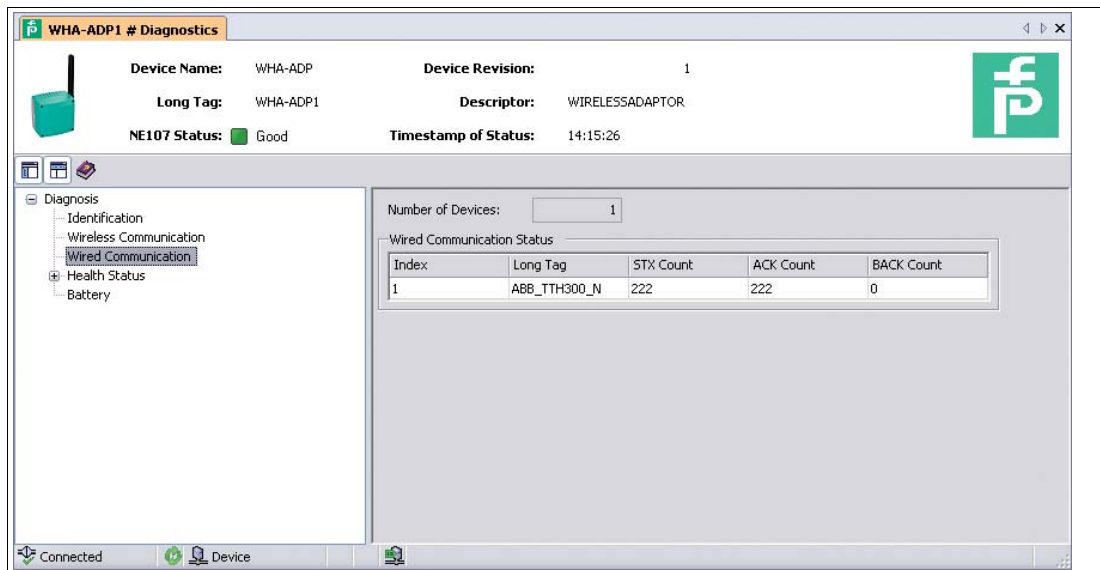 WHA-ADP1 # Diagnostics
Device Name: WHA-ADP Device Revision: 1
Long Tag: WHA-ADP1 Descriptor: WIRELESSADAPTOR
NE107 Status: Good Timestamp of Status: 14:15:26
Diagnosis
Identification
Wireless Communication
Wired Communication
Health Status
Battery
Number of Devices: 1
Wired Communication Status
Index Long Tag STX Count ACK Count BACK Count
1 ABB_TTH300_N 222 222 0
Connected Device